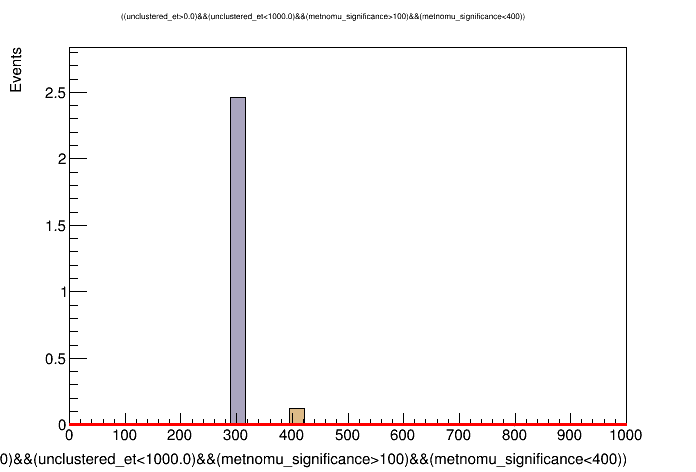 ((unclustered_et>0.0)&&(unclustered_et<1000.0)&&(metnomu_significance>100)&&(metnomu_significance<400))
Events
2.5
2
1.5
1
0.5
0
0 100 200 300 400 500 600 700 800 900 1000
0)&&(unclustered_et<1000.0)&&(metnomu_significance>100)&&(metnomu_significance<400))